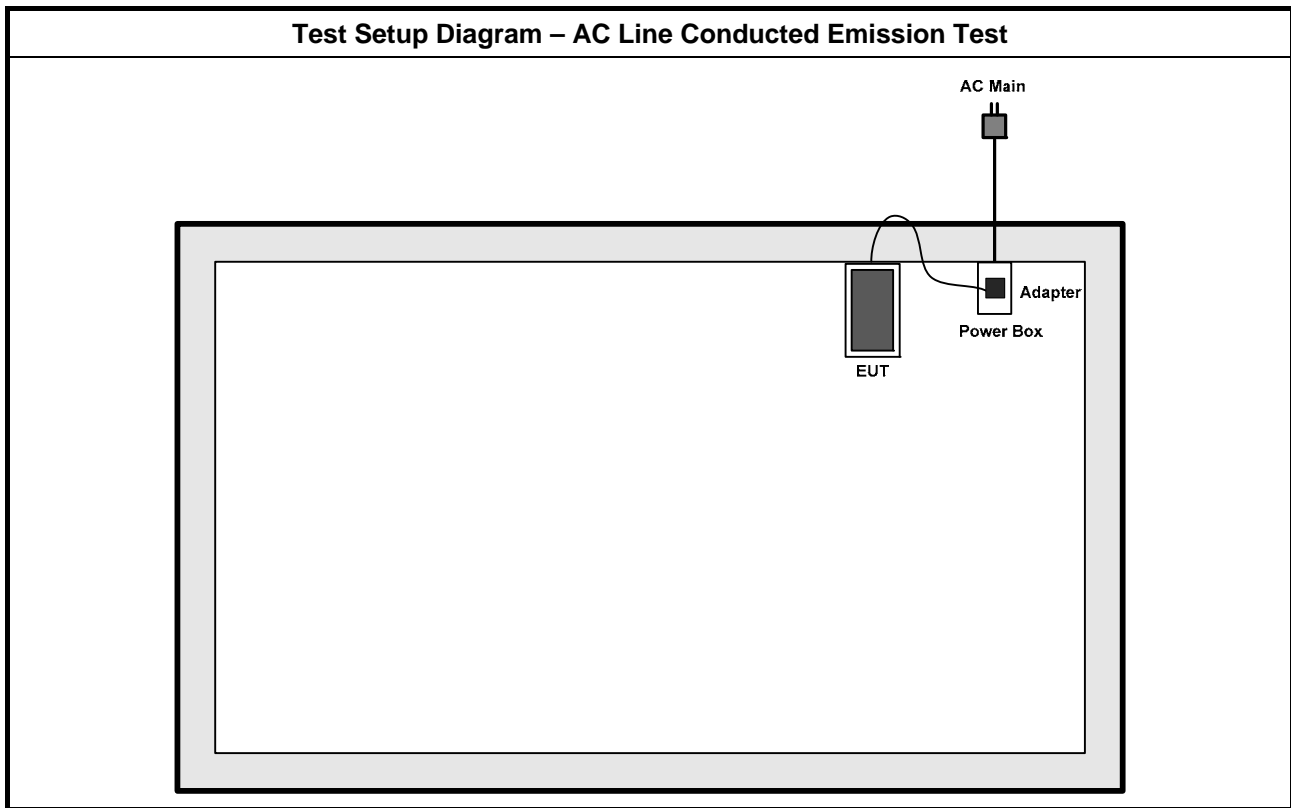 Test Setup Diagram – AC Line Conducted Emission Test
AC Main
Adapter
Power Box
EUT